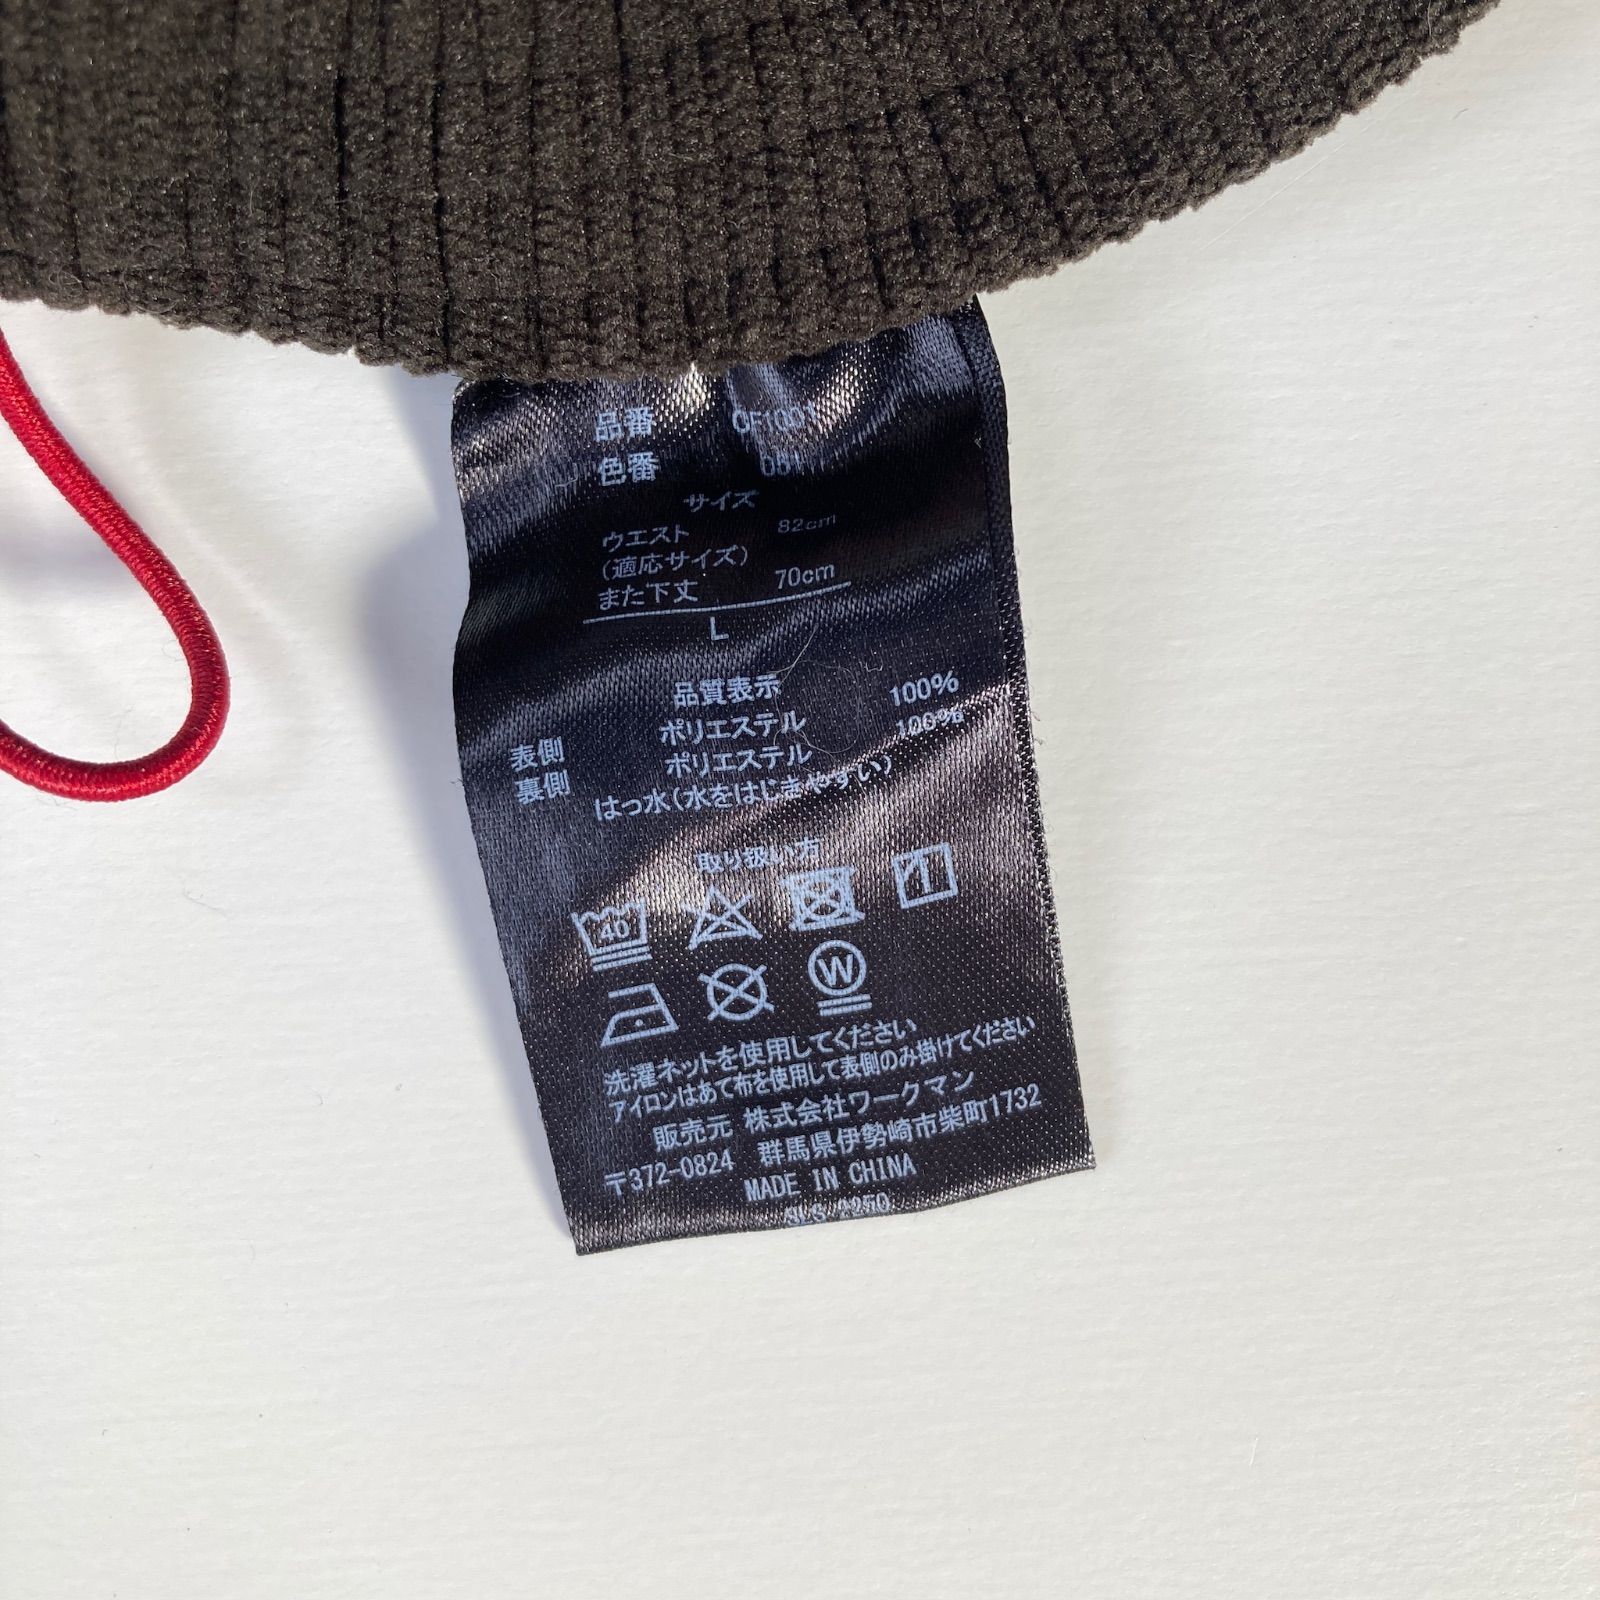 品番 CF1001
色番
サイズ
ウエスト 82cm
(適応サイズ)
また下丈 70cm
L
品質表示
表側 ポリエステル 100%
裏側 ポリエステル 100%
はっ水(水をはじきやすい)
取り扱い方
40
W
洗濯ネットを使用してください
アイロンはあて布を使用して表側のみ掛けてください
販売元 株式会社ワークマン
〒372-0824 群馬県伊勢崎市柴町1732
MADE IN CHINA